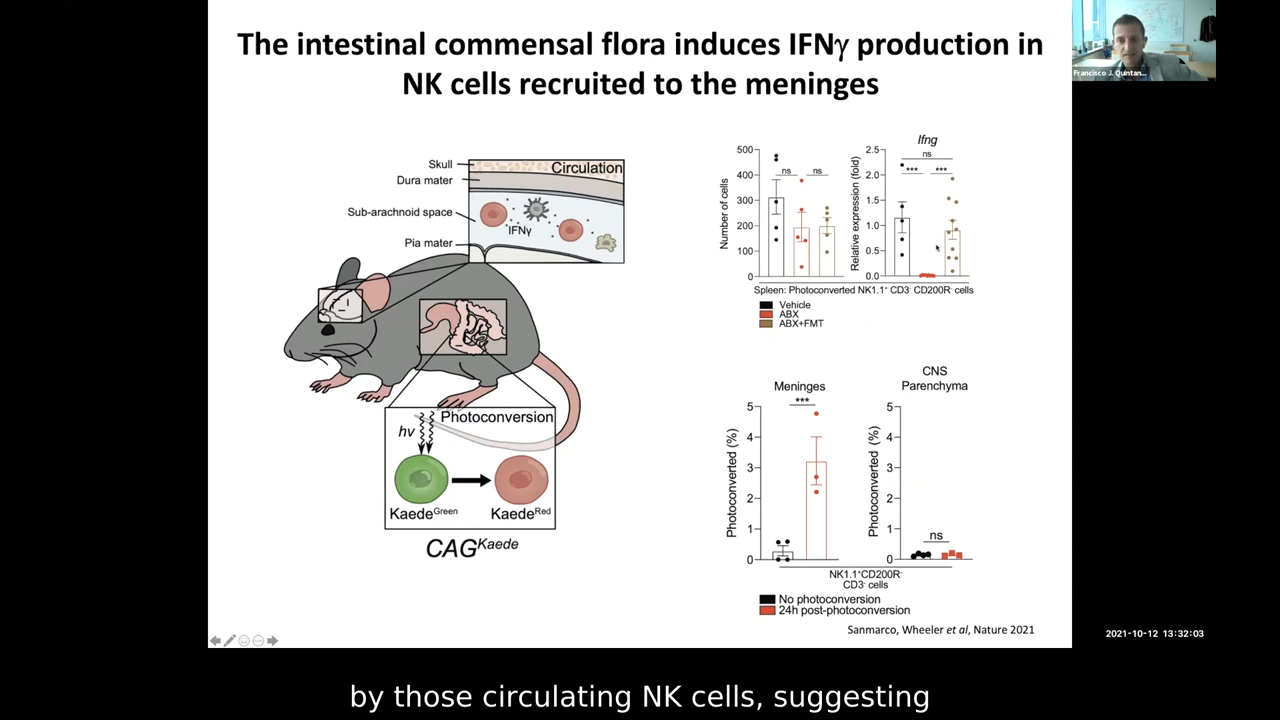 The intestinal commensal flora induces IFNγ production in
NK cells recruited to the meninges
Francisco J. Quintan...
Skull
Circulation
Dura mater
Sub-arachnoid space
IFNγ
Pia mater
Photoconversion
hv
Kaede^Green
Kaede^Red
CAG^Kaede
Number of cells
500
400
300
200
100
0
ns
ns
Ifng
Relative expression (fold)
2.5
2.0
1.5
1.0
0.5
0.0
ns
***
***
Spleen: Photoconverted NK1.1⁺ CD3⁻ CD200R⁻ cells
Vehicle
ABX
ABX+FMT
Meninges
Photoconverted (%)
5
4
3
2
1
0
***
CNS
Parenchyma
Photoconverted (%)
5
4
3
2
1
0
ns
NK1.1⁺CD200R⁻
CD3⁻ cells
No photoconversion
24h post-photoconversion
Sanmarco, Wheeler et al, Nature 2021
2021-10-12 13:32:03
by those circulating NK cells, suggesting